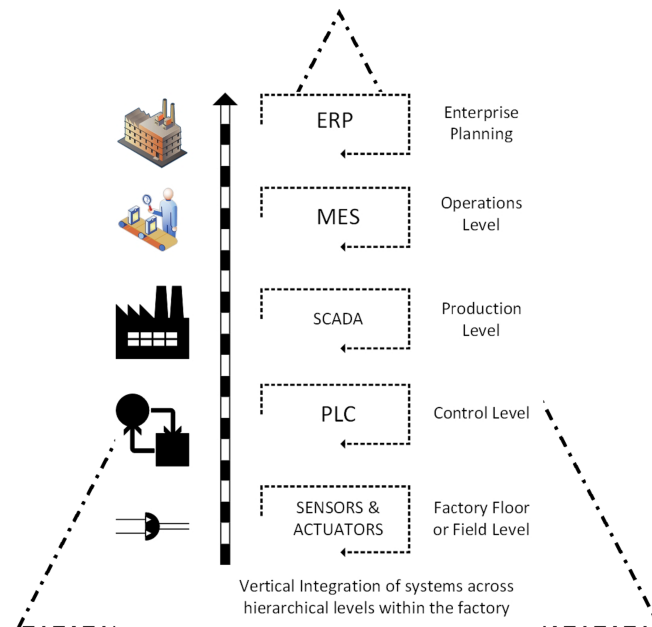 ERP
Enterprise
Planning
MES
Operations
Level
SCADA
Production
Level
PLC
Control Level
SENSORS &
ACTUATORS
Factory Floor
or Field Level
Vertical Integration of systems across
hierarchical levels within the factory